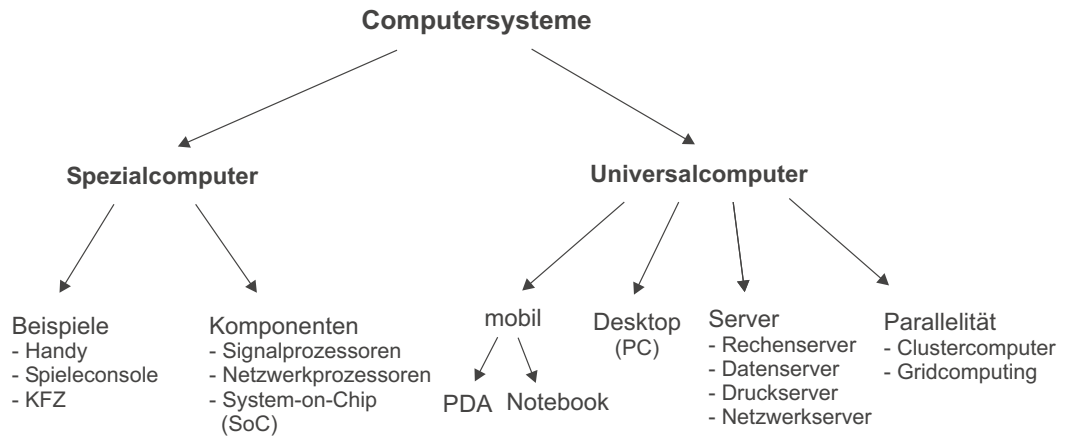 Computersysteme
Spezialcomputer
Universalcomputer
Beispiele
- Handy
- Spieleconsole
- KFZ
Komponenten
- Signalprozessoren
- Netzwerkprozessoren
- System-on-Chip
(SoC)
mobil
PDA
Notebook
Desktop
(PC)
Server
- Rechenserver
- Datenserver
- Druckserver
- Netzwerkserver
Parallelität
- Clustercomputer
- Gridcomputing